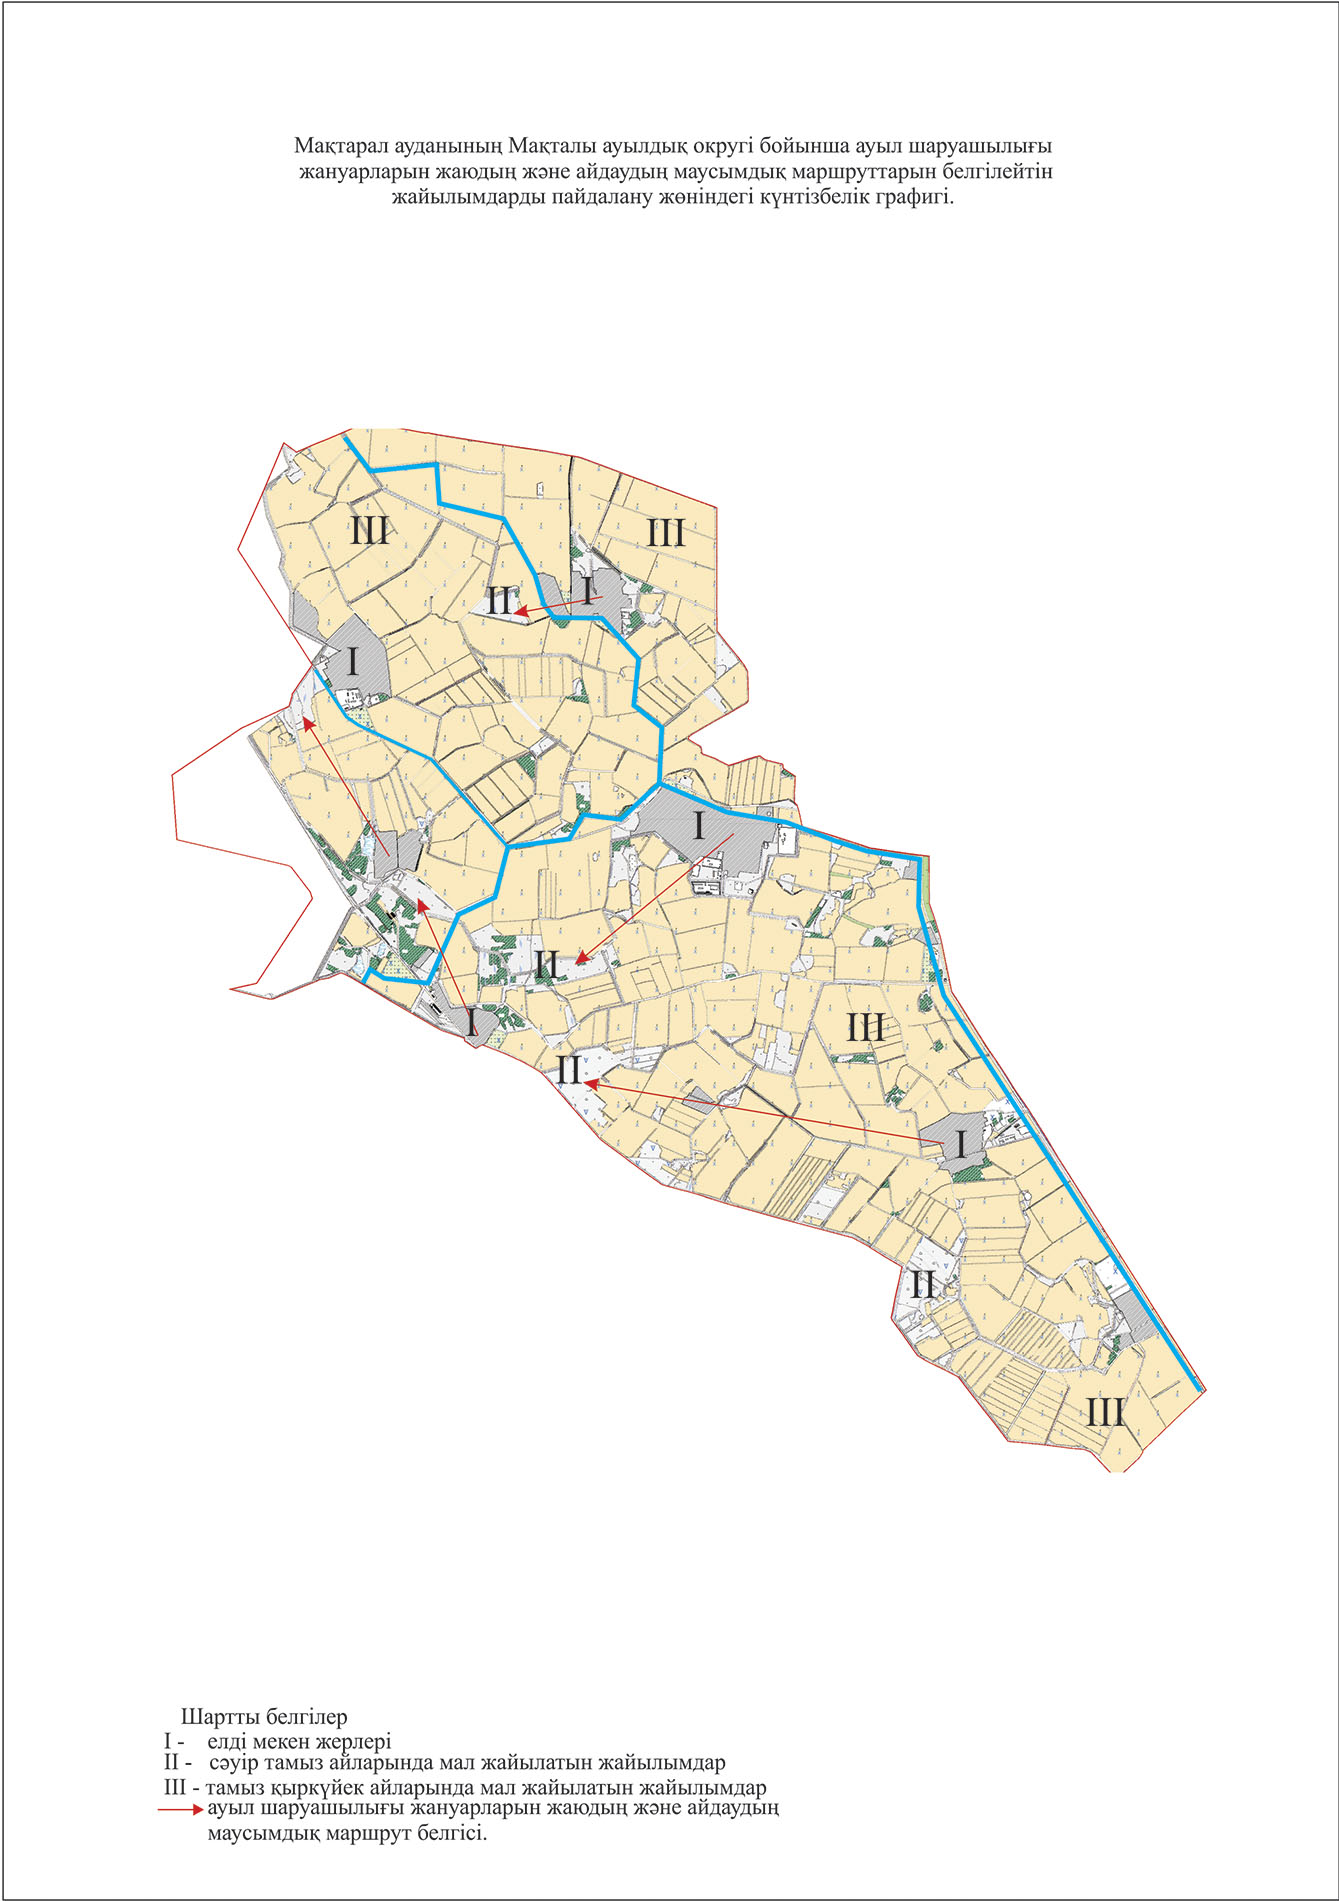 Мақтарал ауданының Мақталы ауылдық округі бойынша ауыл шаруашылығы
жануарларын жаюдың және айдаудың маусымдық маршруттарын белгілейтін
жайылымдарды пайдалану жөніндегі күнтізбелік графигі.
III
III
I
II
I
I
II
I
III
II
I
II
III
Шартты белгілер
I - елді мекен жерлері
II - сәуір тамыз айларында мал жайылатын жайылымдар
III - тамыз қыркүйек айларында мал жайылатын жайылымдар
ауыл шаруашылығы жануарларын жаюдың және айдаудың
маусымдық маршрут белгісі.